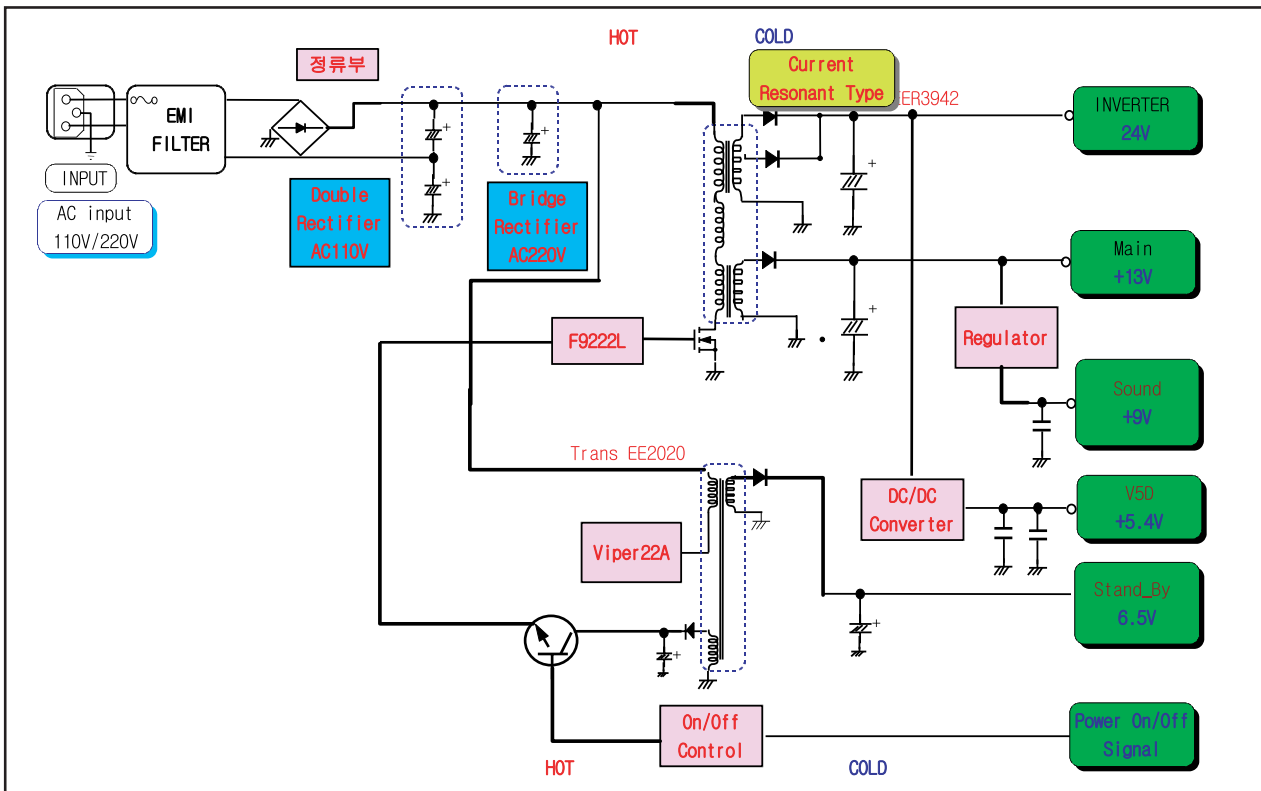 HOT
COLD
정류부
Current
Resonant Type
EER3942
EMI
FILTER
INPUT
AC input
110V/220V
Double
Rectifier
AC110V
Bridge
Rectifier
AC220V
INVERTER
24V
Main
+13V
F9222L
Regulator
Sound
+9V
Trans EE2020
DC/DC
Converter
V5D
+5.4V
Viper22A
Stand_By
6.5V
On/Off
Control
Power On/Off
Signal
HOT
COLD